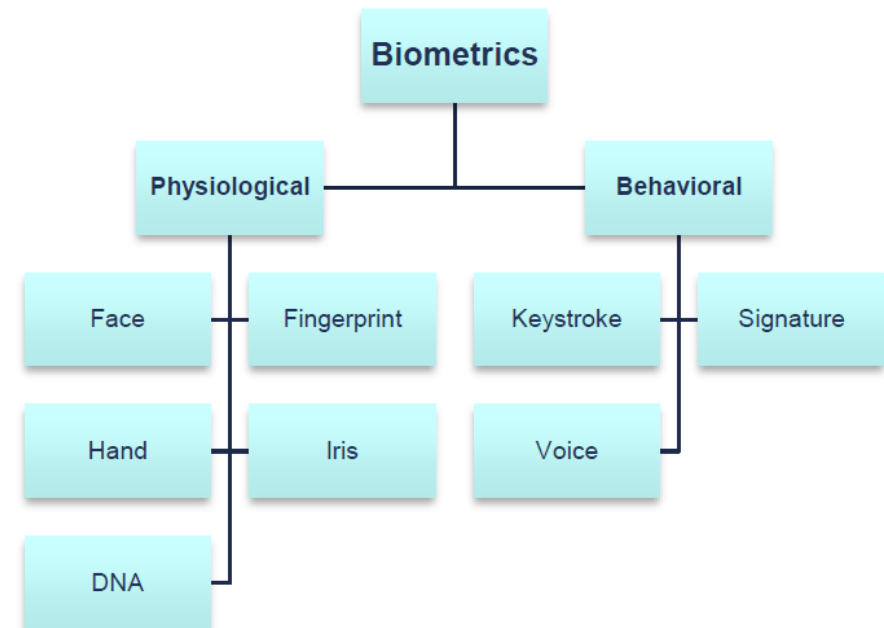 Biometrics
Physiological
Behavioral
Face
Fingerprint
Keystroke
Signature
Hand
Iris
Voice
DNA